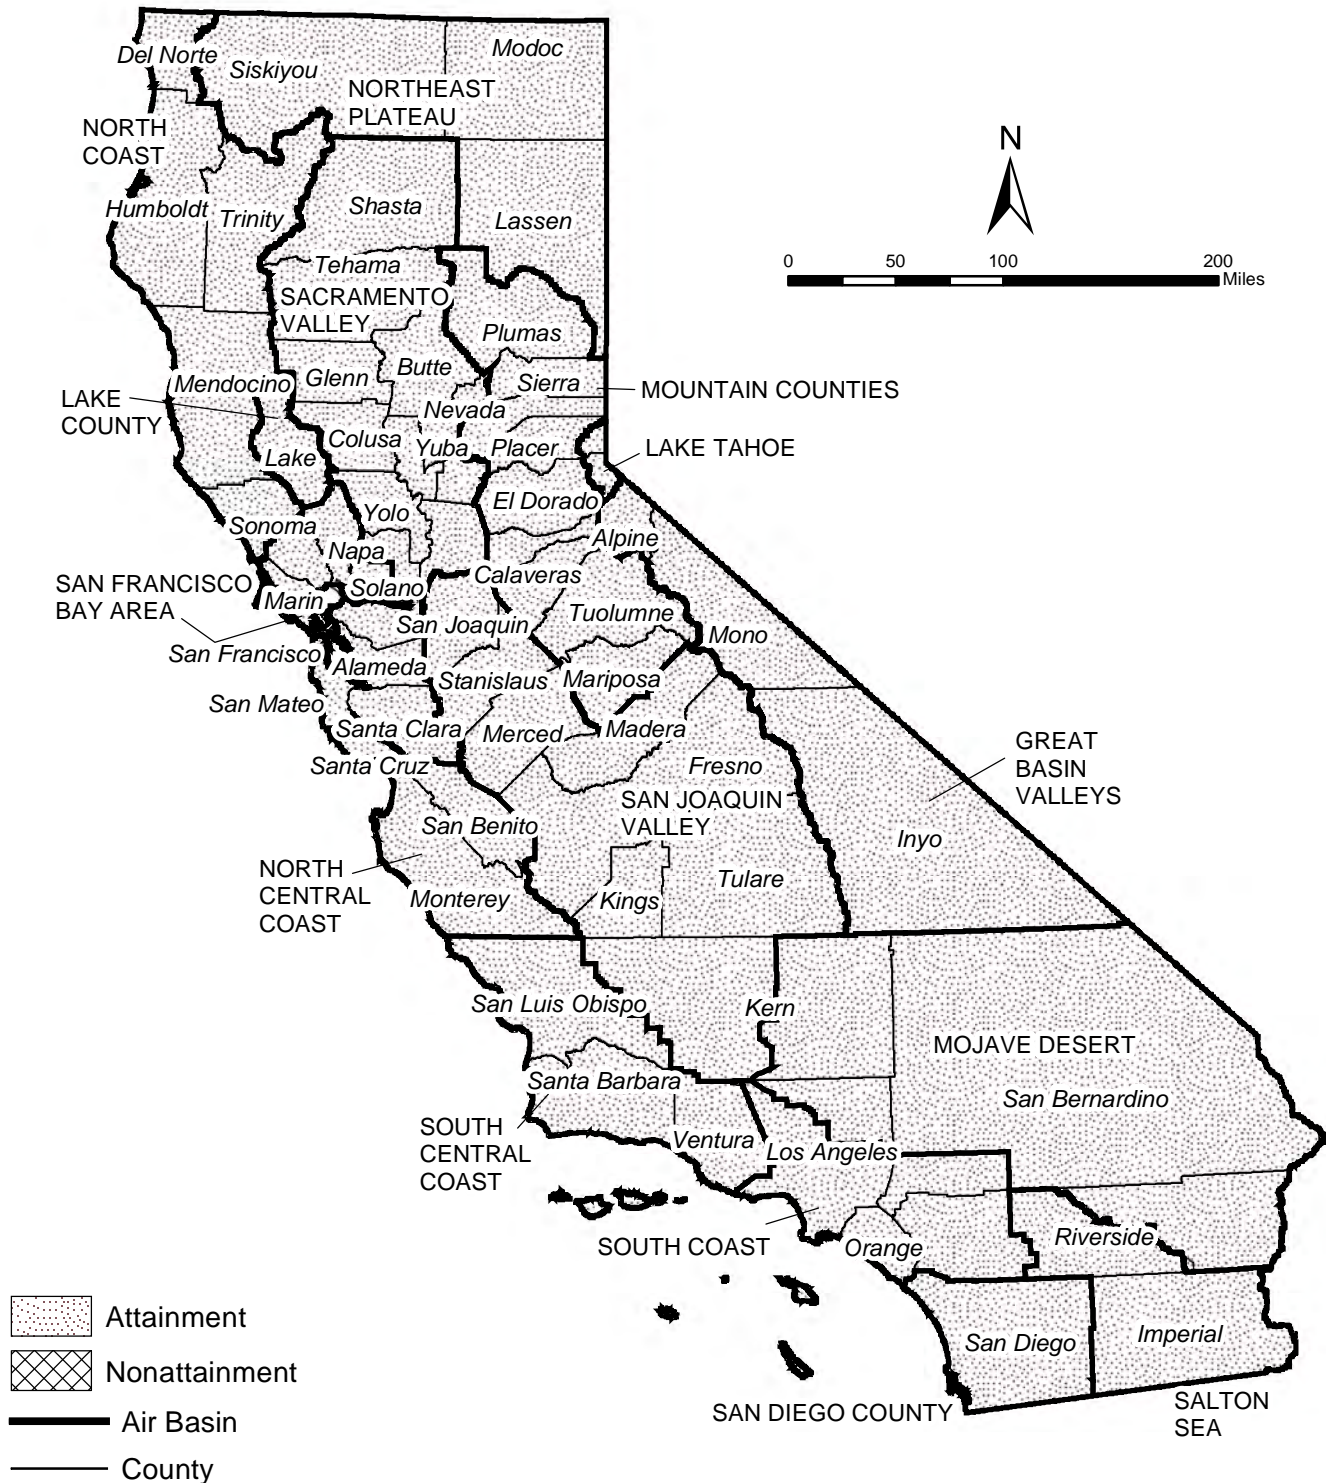 Del Norte
Siskiyou
Modoc
NORTHEAST
PLATEAU
NORTH
COAST
N
Humboldt
Trinity
Shasta
Lassen
0 50 100 200
Miles
Tehama
SACRAMENTO
VALLEY
Plumas
Butte
Glenn
Sierra
Mendocino
MOUNTAIN COUNTIES
LAKE
COUNTY
Nevada
Colusa
Yuba
Placer
LAKE TAHOE
Lake
El Dorado
Yolo
Sonoma
Alpine
Napa
SAN FRANCISCO
BAY AREA
Solano
Calaveras
Marin
Tuolumne
San Joaquin
Mono
San Francisco
Alameda
Stanislaus
Mariposa
San Mateo
Santa Clara
Merced
Madera
GREAT
BASIN
VALLEYS
Santa Cruz
Fresno
SAN JOAQUIN
VALLEY
San Benito
Inyo
NORTH
CENTRAL
COAST
Tulare
Monterey
Kings
San Luis Obispo
Kern
MOJAVE DESERT
Santa Barbara
San Bernardino
SOUTH
CENTRAL
COAST
Ventura
Los Angeles
SOUTH COAST
Orange
Riverside
Attainment
Nonattainment
Air Basin
County
San Diego
Imperial
SAN DIEGO COUNTY
SALTON
SEA